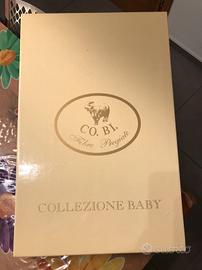 CO. BI.
Fibre Pregiate
COLLEZIONE BABY